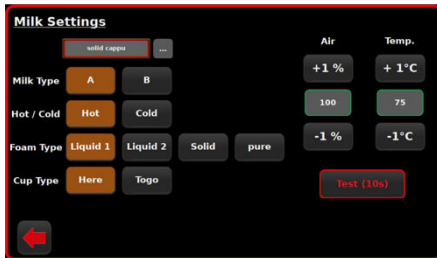 Milk Settings
solid cappu ...
Air Temp.
+1 % + 1°C
Milk Type A B
100 75
Hot / Cold Hot Cold
-1 % -1°C
Foam Type Liquid 1 Liquid 2 Solid pure
Cup Type Here Togo
Test (10s)